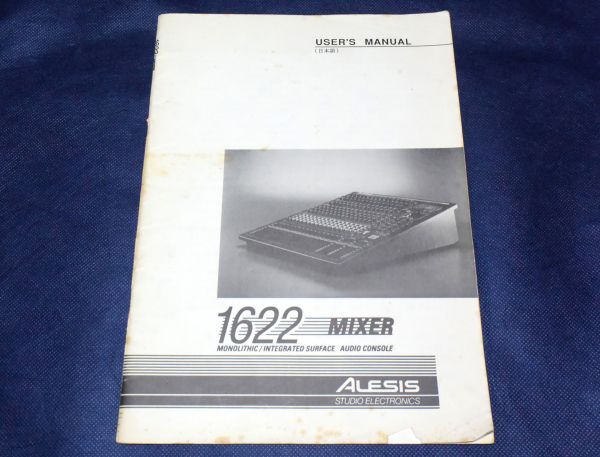 USER'S MANUAL
(日本語)
1622 MIXER
MONOLITHIC/INTEGRATED SURFACE AUDIO CONSOLE
ALESIS
STUDIO ELECTRONICS